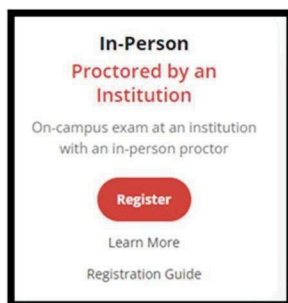 In-Person
Proctored by an
Institution
On-campus exam at an institution
with an in-person proctor
Register
Learn More
Registration Guide